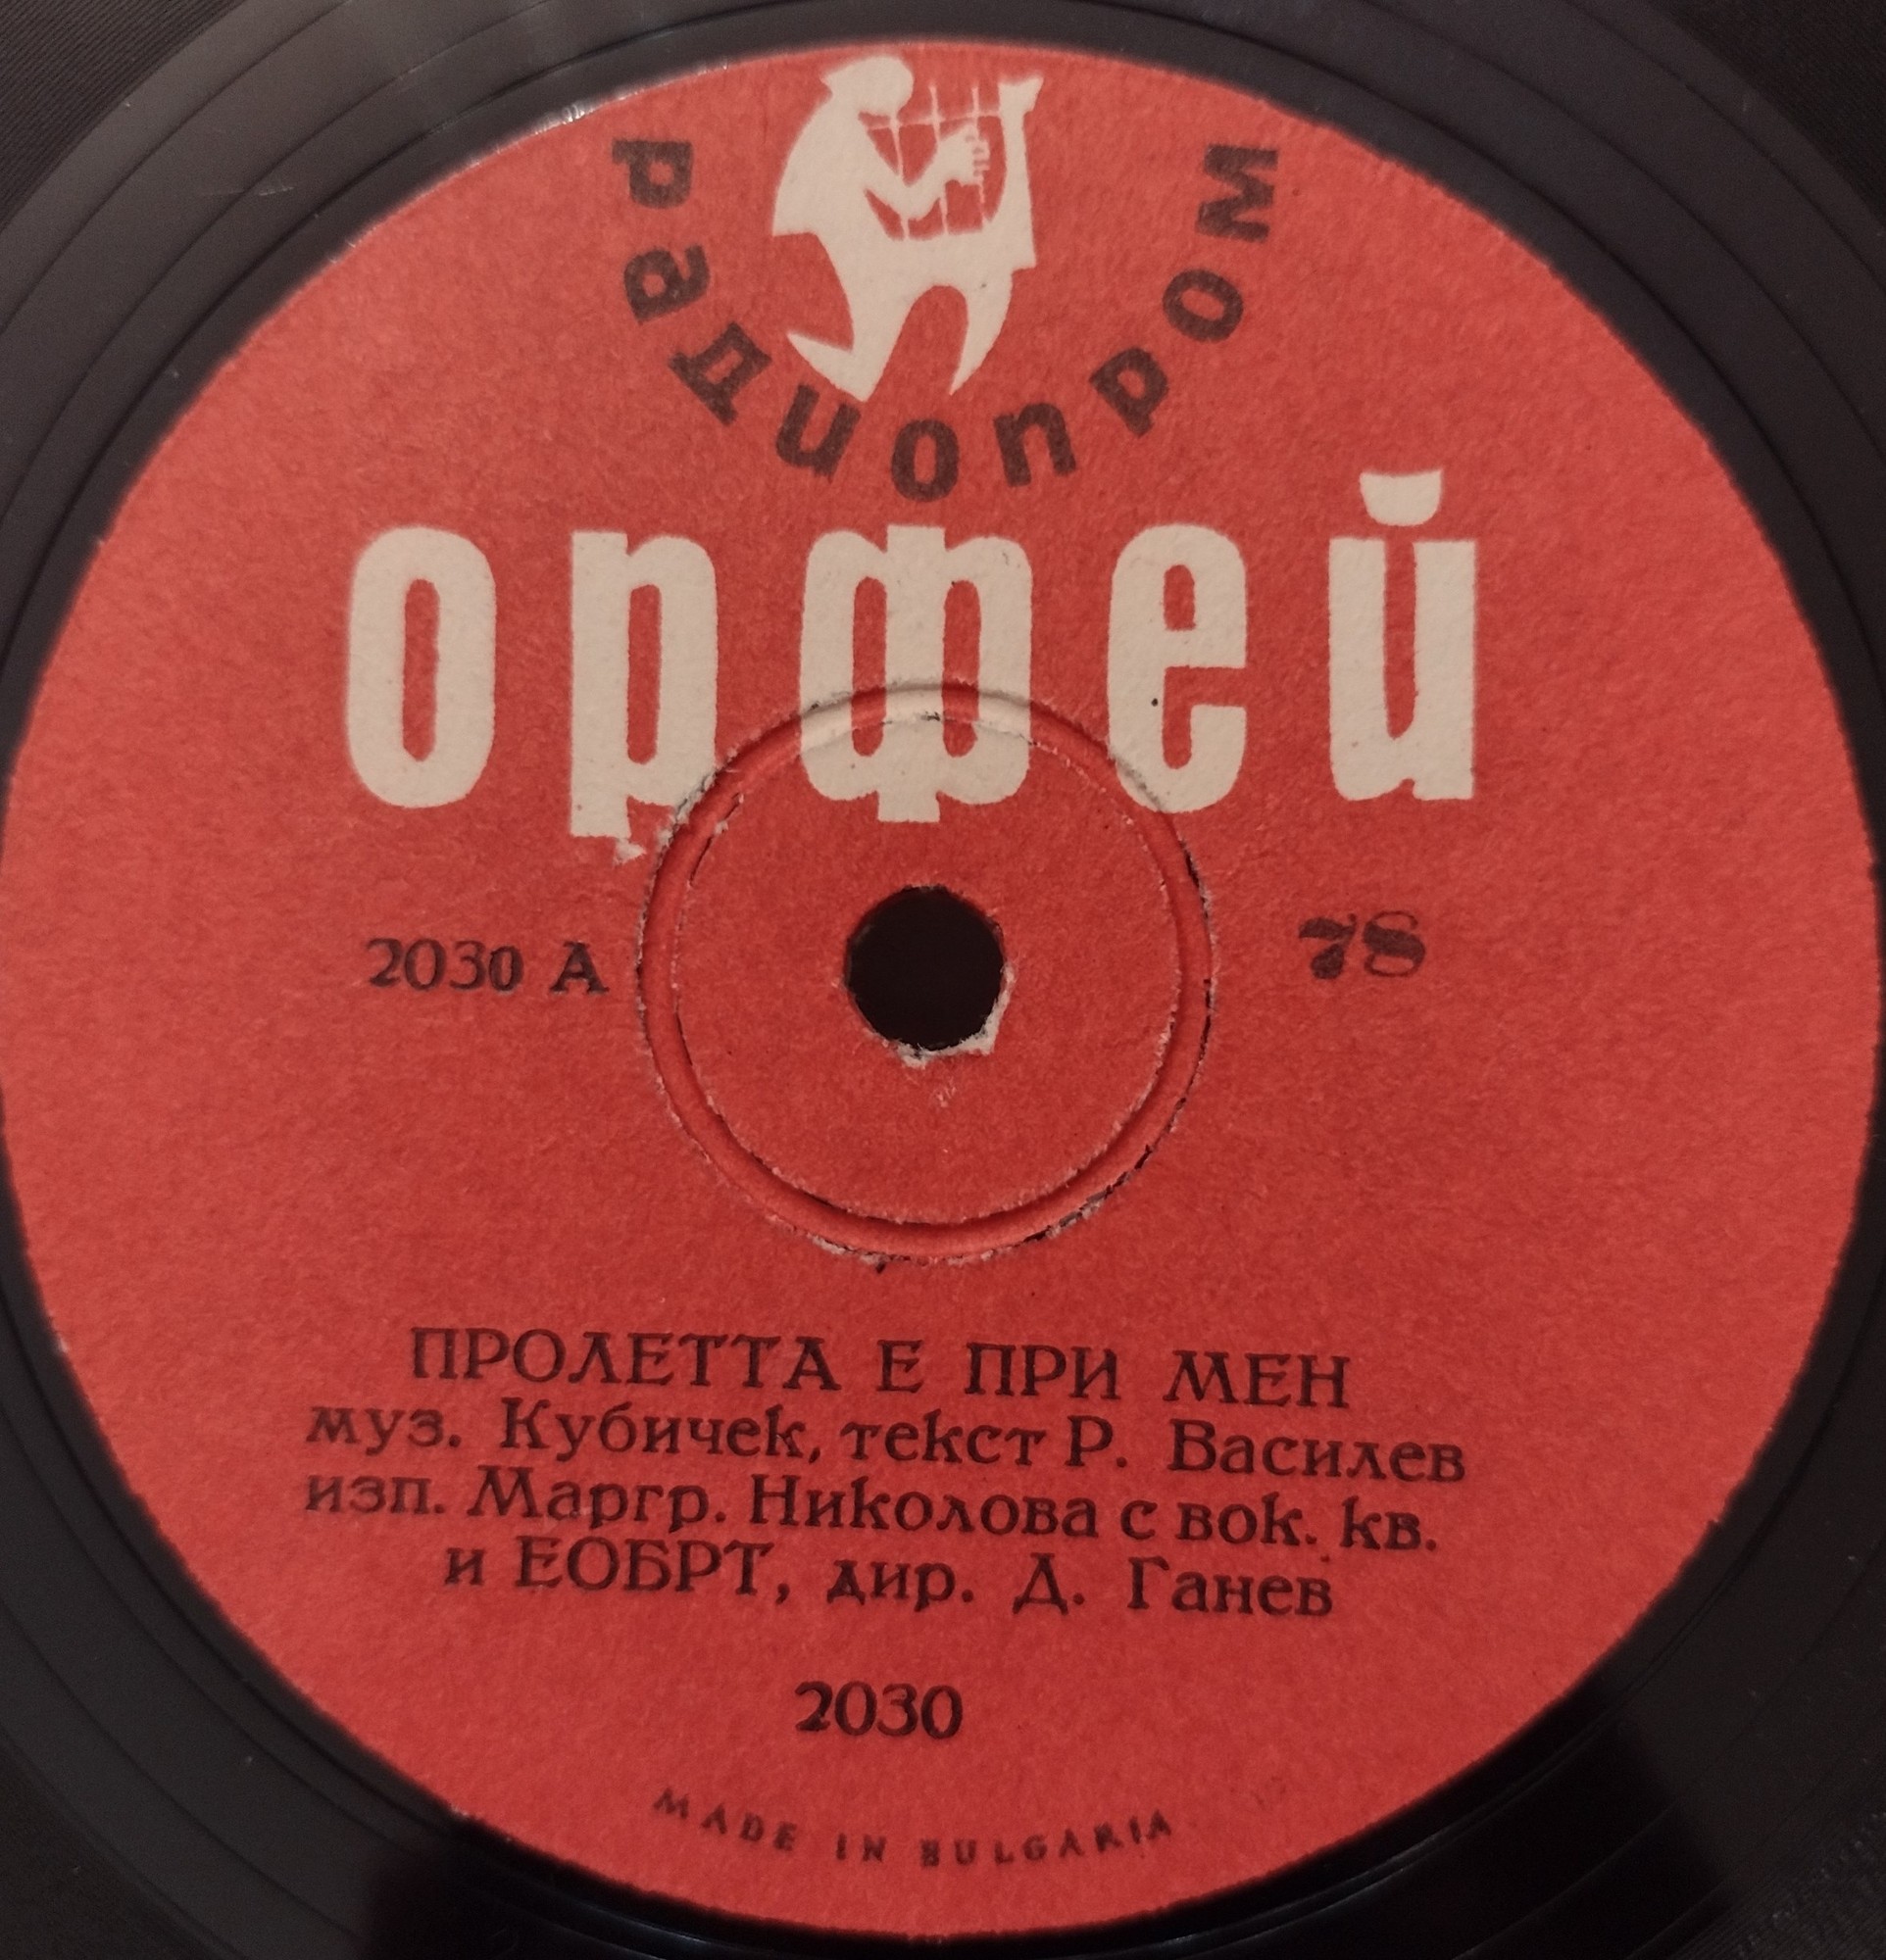 радиопром
орфей
2030 А
78
ПРОЛЕТТА Е ПРИ МЕН
муз. Кубичек, текст Р. Василев
изп. Маргр. Николова с вок. кв.
и ЕОБРТ, дир. Д. Ганев
2030
MADE IN BULGARIA